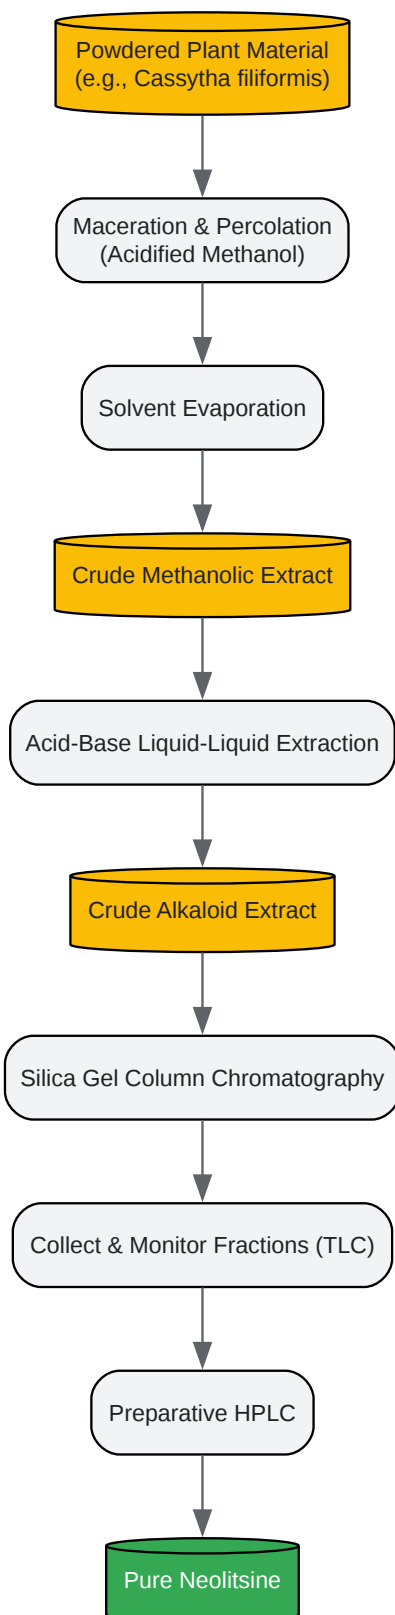 Powdered Plant Material
(e.g., Cassytha filiformis)
Maceration & Percolation
(Acidified Methanol)
Solvent Evaporation
Crude Methanolic Extract
Acid-Base Liquid-Liquid Extraction
Crude Alkaloid Extract
Silica Gel Column Chromatography
Collect & Monitor Fractions (TLC)
Preparative HPLC
Pure Neolitsine